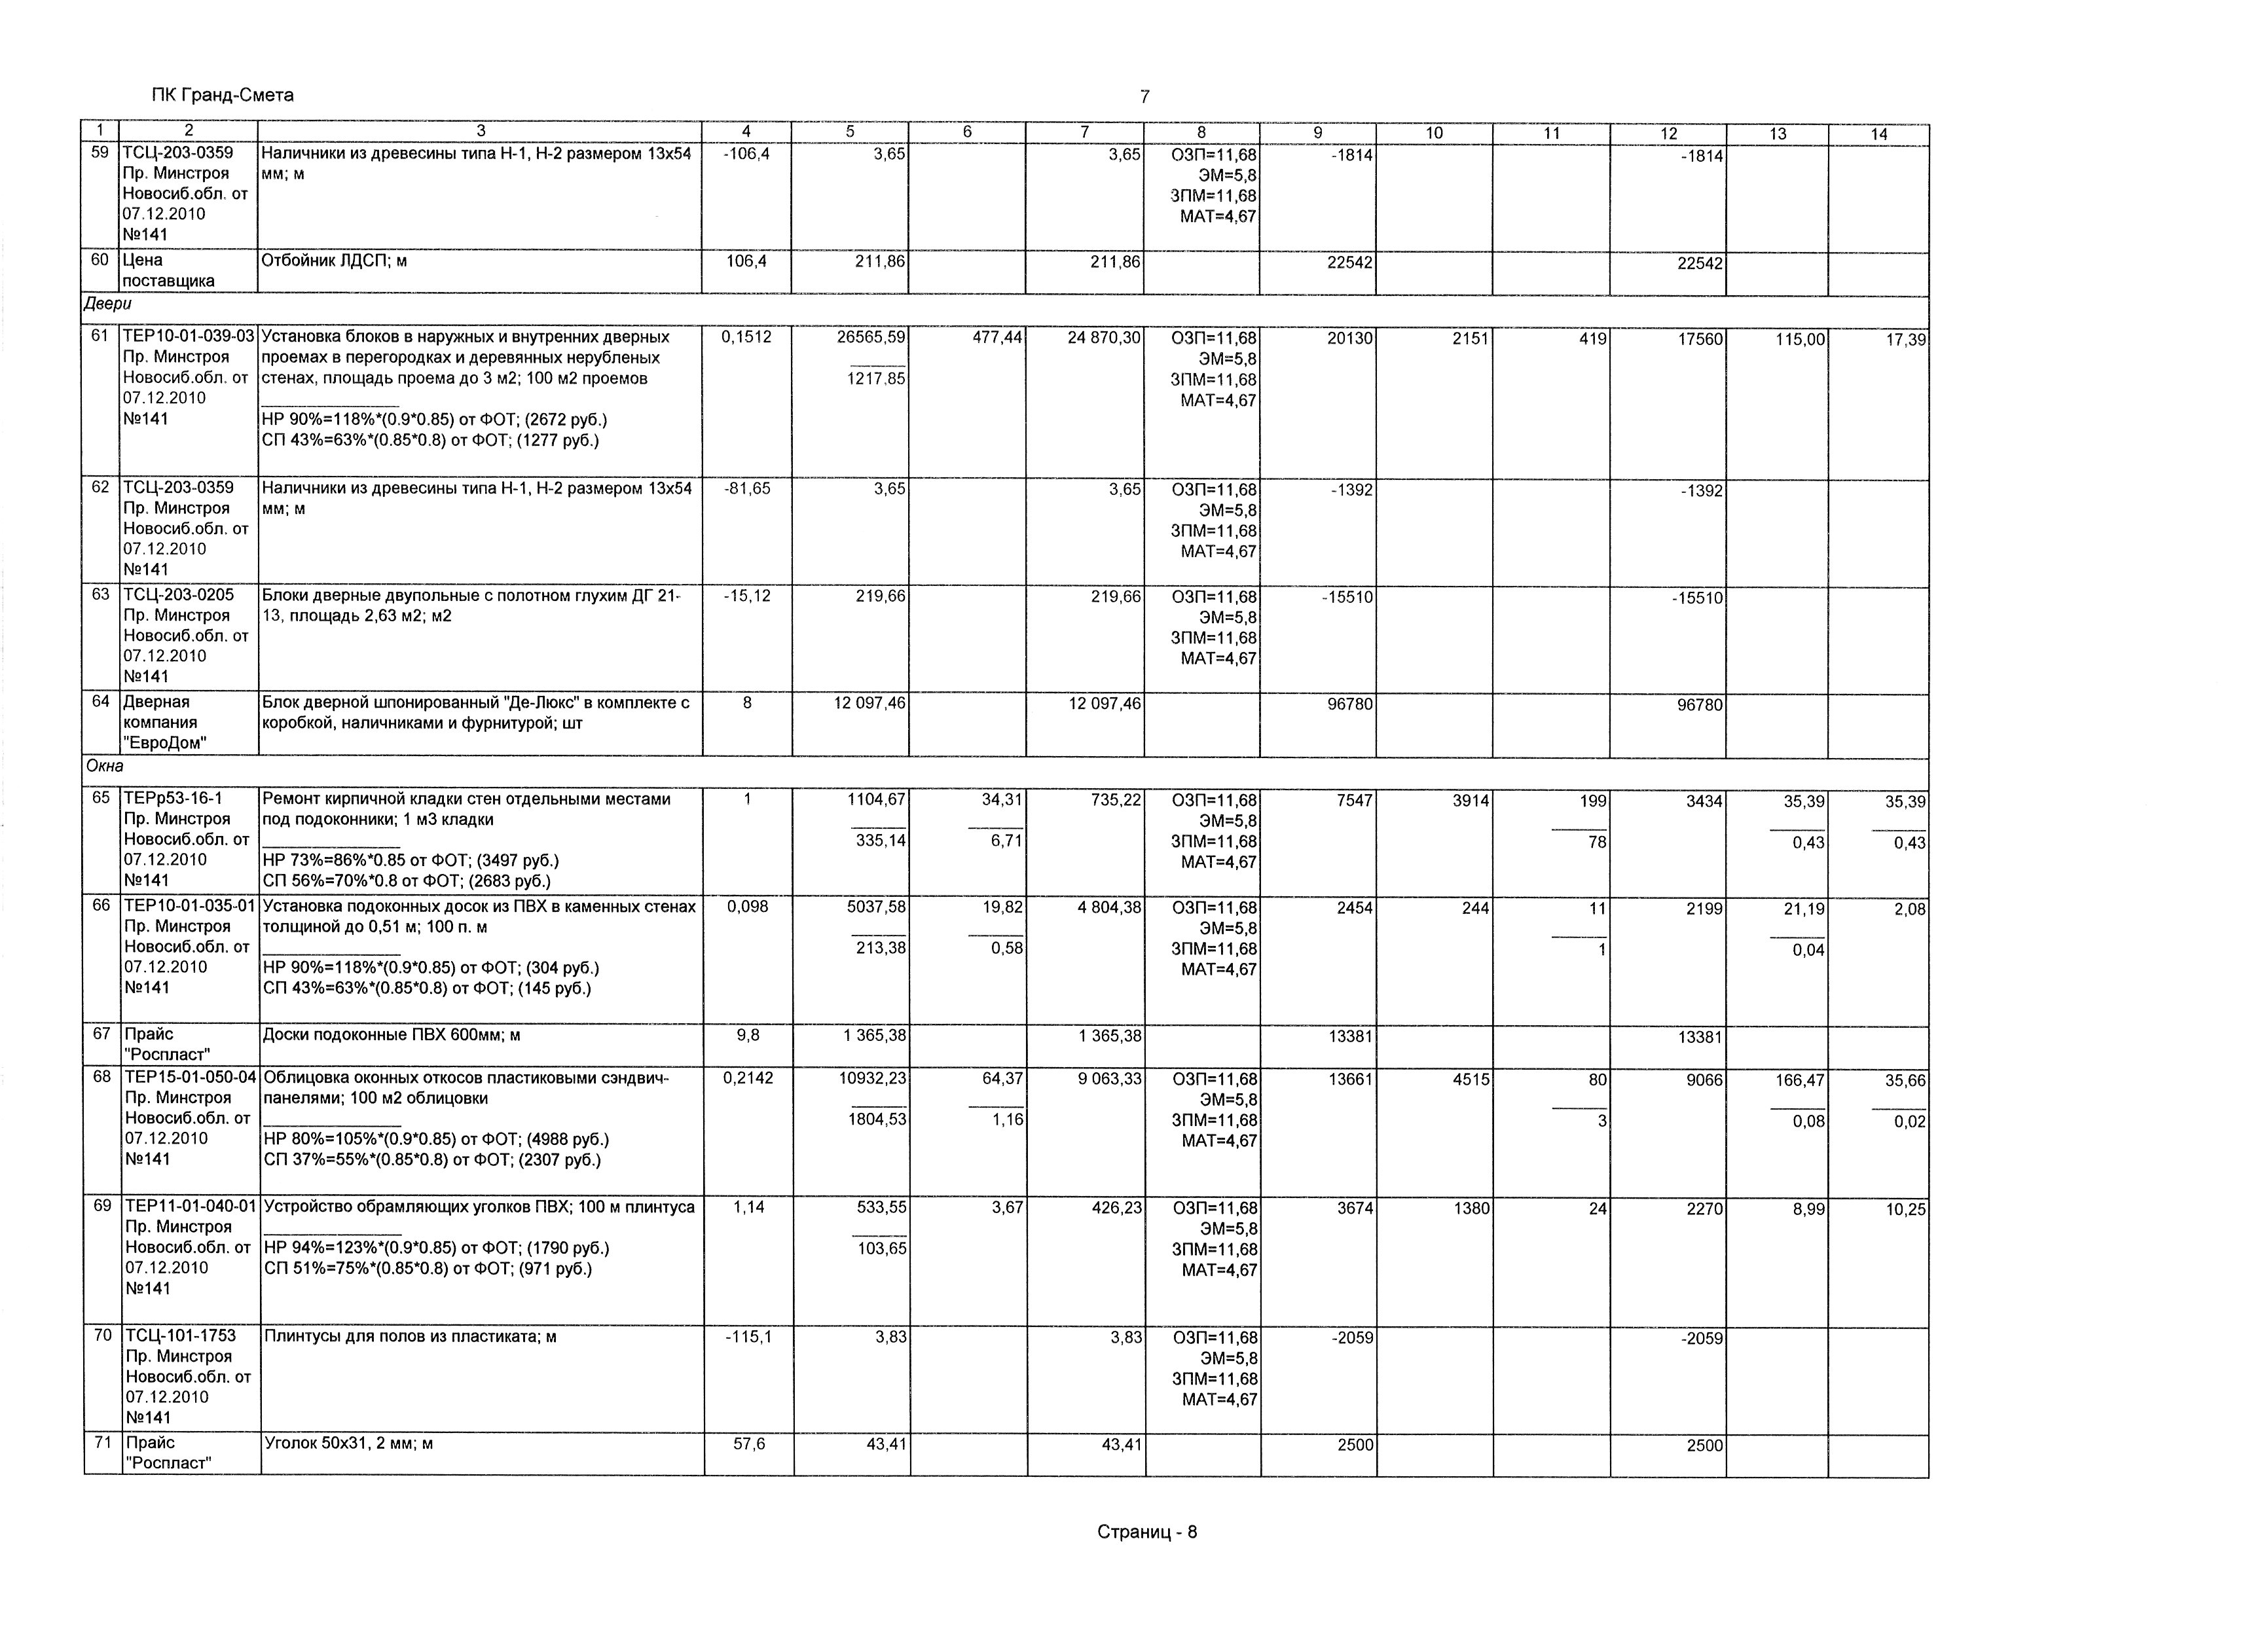 ПК Гранд-Смета 7
1 2 3 4 5 6 7 8 9 10 11 12 13 14
59 ТСЦ-203-0359 Наличники из древесины типа Н-1, Н-2 размером 13х54 -106,4 3,65 3,65 ОЗП=11,68 -1814 -1814
Пр. Минстроя мм; м ЭМ=5,8
Новосиб.обл. от ЗПМ=11,68
07.12.2010 МАТ=4,67
№141
60 Цена Отбойник ЛДСП; м 106,4 211,86 211,86 22542 22542
поставщика
Двери
61 ТЕР10-01-039-03 Установка блоков в наружных и внутренних дверных 0,1512 26565,59 477,44 24 870,30 ОЗП=11,68 20130 2151 419 17560 115,00 17,39
Пр. Минстроя проемах в перегородках и деревянных нерубленых ЭМ=5,8
Новосиб.обл. от стенах, площадь проема до 3 м2; 100 м2 проемов 1217,85 ЗПМ=11,68
07.12.2010 МАТ=4,67
№141 НР 90%=118%*(0.9*0.85) от ФОТ; (2672 руб.)
СП 43%=63%*(0.85*0.8) от ФОТ; (1277 руб.)
62 ТСЦ-203-0359 Наличники из древесины типа Н-1, Н-2 размером 13х54 -81,65 3,65 3,65 ОЗП=11,68 -1392 -1392
Пр. Минстроя мм; м ЭМ=5,8
Новосиб.обл. от ЗПМ=11,68
07.12.2010 МАТ=4,67
№141
63 ТСЦ-203-0205 Блоки дверные двупольные с полотном глухим ДГ 21- -15,12 219,66 219,66 ОЗП=11,68 -15510 -15510
Пр. Минстроя 13, площадь 2,63 м2; м2 ЭМ=5,8
Новосиб.обл. от ЗПМ=11,68
07.12.2010 МАТ=4,67
№141
64 Дверная Блок дверной шпонированный "Де-Люкс" в комплекте с 8 12 097,46 12 097,46 96780 96780
компания коробкой, наличниками и фурнитурой; шт
"ЕвроДом"
Окна
65 ТЕРр53-16-1 Ремонт кирпичной кладки стен отдельными местами 1 1104,67 34,31 735,22 ОЗП=11,68 7547 3914 199 3434 35,39 35,39
Пр. Минстроя под подоконники; 1 м3 кладки ЭМ=5,8
Новосиб.обл. от 335,14 6,71 ЗПМ=11,68 78 0,43 0,43
07.12.2010 НР 73%=86%*0.85 от ФОТ; (3497 руб.) МАТ=4,67
№141 СП 56%=70%*0.8 от ФОТ; (2683 руб.)
66 ТЕР10-01-035-01 Установка подоконных досок из ПВХ в каменных стенах 0,098 5037,58 19,82 4 804,38 ОЗП=11,68 2454 244 11 2199 21,19 2,08
Пр. Минстроя толщиной до 0,51 м; 100 п. м ЭМ=5,8
Новосиб.обл. от 213,38 0,58 ЗПМ=11,68 1 0,04
07.12.2010 НР 90%=118%*(0.9*0.85) от ФОТ; (304 руб.) МАТ=4,67
№141 СП 43%=63%*(0.85*0.8) от ФОТ; (145 руб.)
67 Прайс Доски подоконные ПВХ 600мм; м 9,8 1 365,38 1 365,38 13381 13381
"Роспласт"
68 ТЕР15-01-050-04 Облицовка оконных откосов пластиковыми сэндвич- 0,2142 10932,23 64,37 9 063,33 ОЗП=11,68 13661 4515 80 9066 166,47 35,66
Пр. Минстроя панелями; 100 м2 облицовки ЭМ=5,8
Новосиб.обл. от 1804,53 1,16 ЗПМ=11,68 3 0,08 0,02
07.12.2010 НР 80%=105%*(0.9*0.85) от ФОТ; (4988 руб.) МАТ=4,67
№141 СП 37%=55%*(0.85*0.8) от ФОТ; (2307 руб.)
69 ТЕР11-01-040-01 Устройство обрамляющих уголков ПВХ; 100 м плинтуса 1,14 533,55 3,67 426,23 ОЗП=11,68 3674 1380 24 2270 8,99 10,25
Пр. Минстроя ЭМ=5,8
Новосиб.обл. от НР 94%=123%*(0.9*0.85) от ФОТ; (1790 руб.) 103,65 ЗПМ=11,68
07.12.2010 СП 51%=75%*(0.85*0.8) от ФОТ; (971 руб.) МАТ=4,67
№141
70 ТСЦ-101-1753 Плинтусы для полов из пластиката; м -115,1 3,83 3,83 ОЗП=11,68 -2059 -2059
Пр. Минстроя ЭМ=5,8
Новосиб.обл. от ЗПМ=11,68
07.12.2010 МАТ=4,67
№141
71 Прайс Уголок 50х31, 2 мм; м 57,6 43,41 43,41 2500 2500
"Роспласт"
Страниц - 8